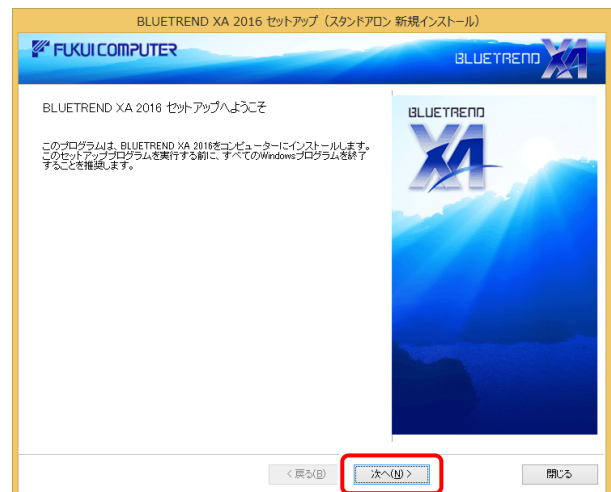 BLUETREND XA 2016 セットアップ（スタンドアロン 新規インストール）
FUKUI COMPUTER
BLUETREND XA
BLUETREND XA 2016 セットアップへようこそ
このプログラムは、BLUETREND XA 2016をコンピューターにインストールします。
このセットアッププログラムを実行する前に、すべてのWindowsプログラムを終了
することを推奨します。
BLUETREND
XA
< 戻る(B)
次へ(N) >
閉じる